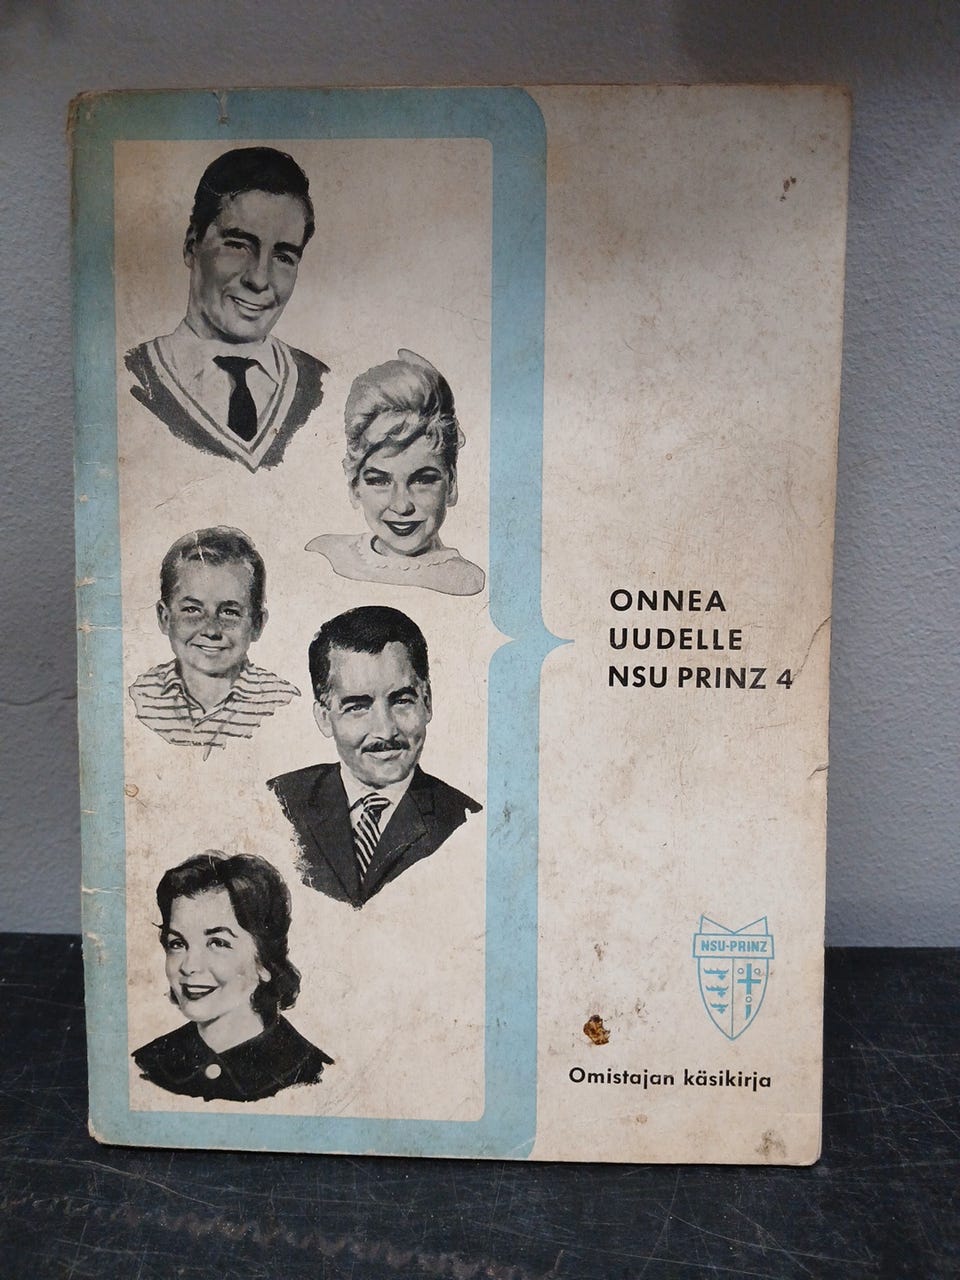 ONNEA
UUDELLE
NSU PRINZ 4
NSU-PRINZ
Omistajan käsikirja